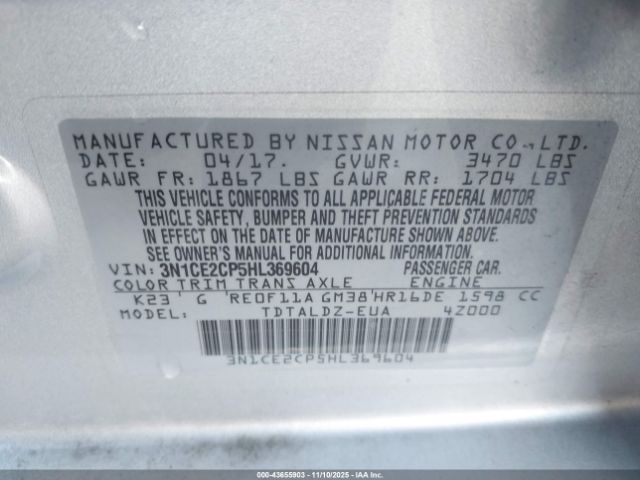 MANUFACTURED BY NISSAN MOTOR CO., LTD.
DATE: 04/17. GVWR: 3470 LBS
GAWR FR: 1867 LBS GAWR RR: 1704 LBS
THIS VEHICLE CONFORMS TO ALL APPLICABLE FEDERAL MOTOR
VEHICLE SAFETY, BUMPER AND THEFT PREVENTION STANDARDS
IN EFFECT ON THE DATE OF MANUFACTURE SHOWN ABOVE.
SEE OWNER'S MANUAL FOR ADDITIONAL INFORMATION.
VIN: 3N1CE2CP5HL369604 PASSENGER CAR.
COLOR TRIM TRANS AXLE ENGINE
K23 G RE0F11A GM38 HR16DE 1598 CC
MODEL: TDTALDZ-EUA 4Z000
3N1CE2CP5HL369604
000-43655903 - 11/10/2025 - IAAI.COM